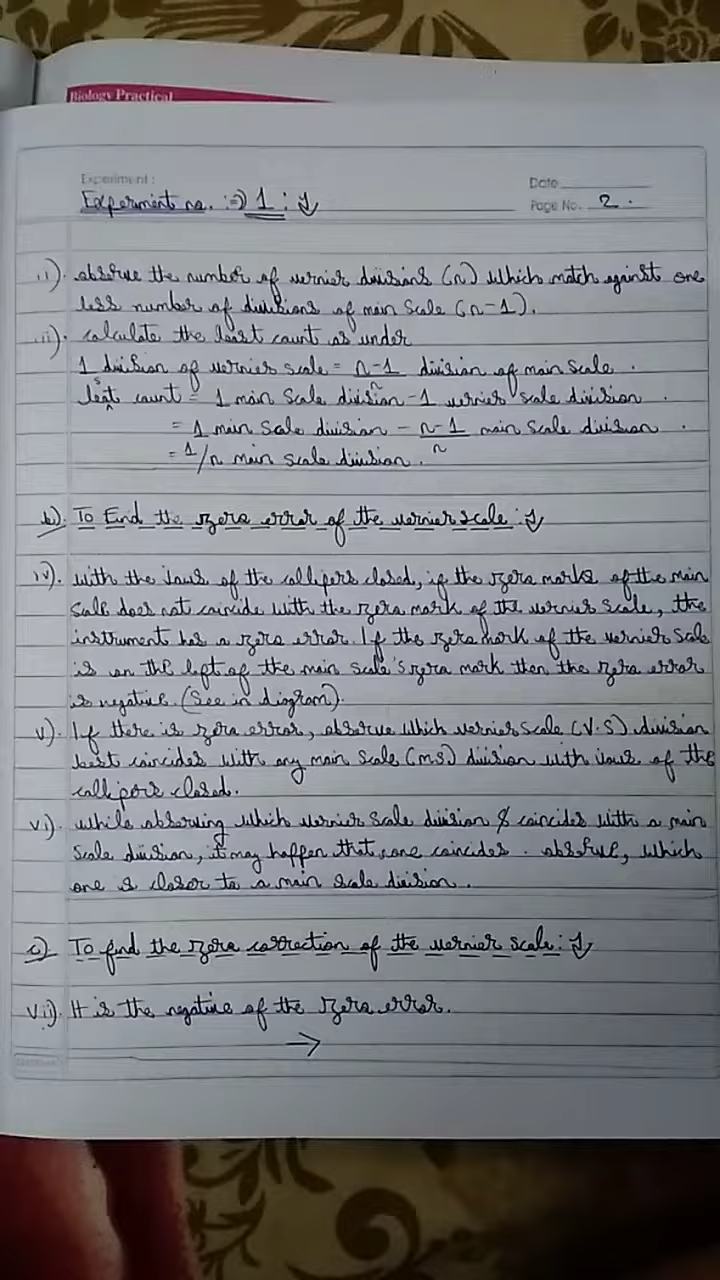 Biology Practical
Experiment :
Experment no. :=> 1 :
Date
Page No. 2 .
ii). observe the number of vernier divisions (n) which match against one
less number of divisions of main scale (n-1).
iii). calculate the least count as under
1 division of vernier scale = n-1/n division of main scale .
least count = 1 main scale division - 1 vernier scale division .
= 1 main scale division - n-1/n main scale division .
= 1/n main scale division .
b). To Find the zero error of the vernier scale :
iv). with the jaws of the callipers closed, if the zero marks of the main
scale does not coincide with the zero mark of the vernier scale, the
instrument has a zero error. If the zero mark of the vernier scale
is on the left of the main scale's zero mark then the zero error
is negative. (See in diagram).
v). If there is zero error, observe which vernier scale (V.S) division
best coincides with any main scale (ms) division with jaws of the
callipers closed.
vi). while observing which vernier scale division coincides with a main
scale division, it may happen that none coincides . observe, which
one is closer to a main scale division .
c) To find the zero correction of the vernier scale :
vii). It is the negative of the zero error.
→